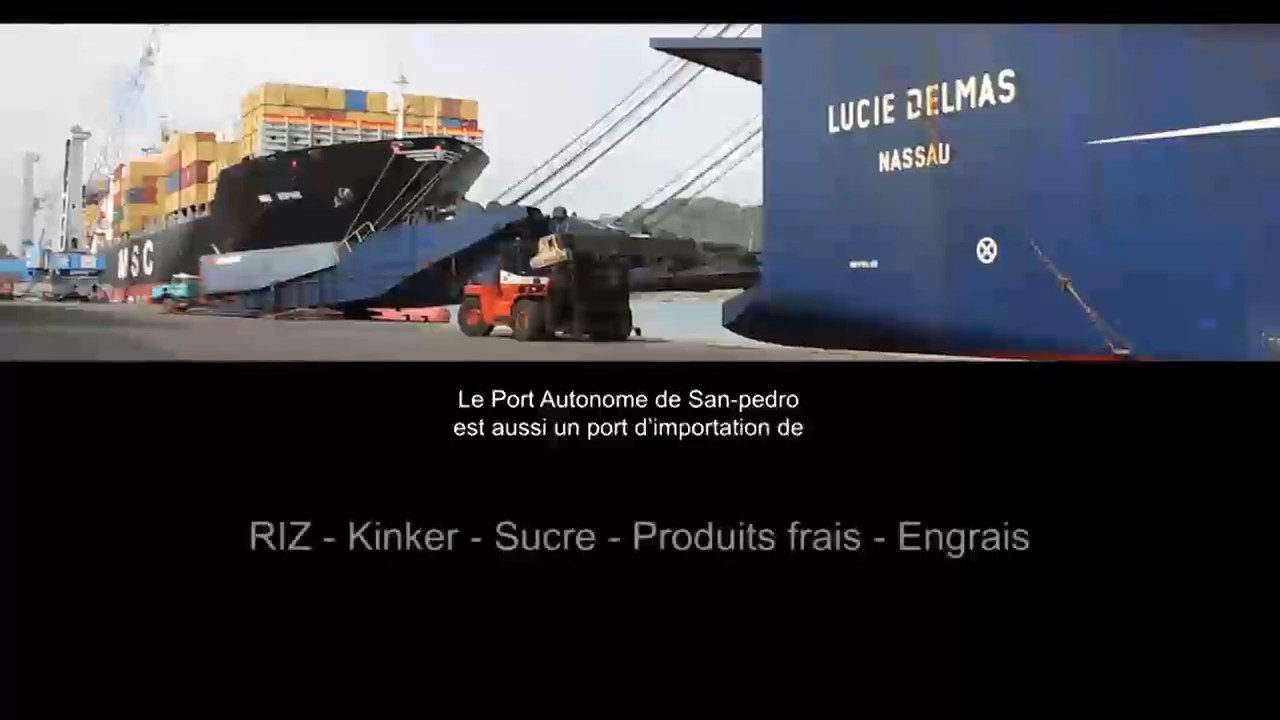 LUCIE DELMAS
NASSAU
MSC
Le Port Autonome de San-pedro
est aussi un port d'importation de
RIZ - Kinker - Sucre - Produits frais - Engrais